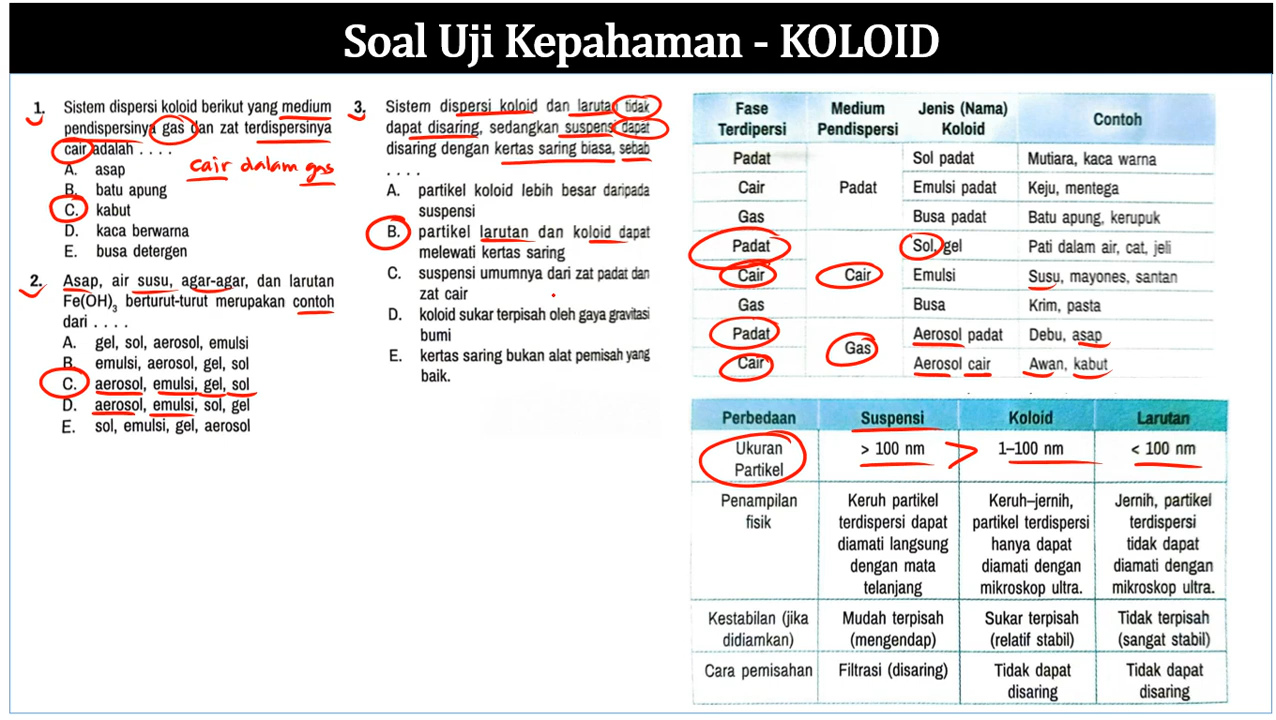 Soal Uji Kepahaman - KOLOID
1. Sistem dispersi koloid berikut yang medium
pendispersinya gas dan zat terdispersinya
cair adalah . . . .
cair dalam gas
A. asap
B. batu apung
C. kabut
D. kaca berwarna
E. busa detergen
2. Asap, air susu, agar-agar, dan larutan
Fe(OH)3 berturut-turut merupakan contoh
dari . . . .
A. gel, sol, aerosol, emulsi
B. emulsi, aerosol, gel, sol
C. aerosol, emulsi, gel, sol
D. aerosol, emulsi, sol, gel
E. sol, emulsi, gel, aerosol
3. Sistem dispersi koloid dan larutan tidak
dapat disaring, sedangkan suspensi dapat
disaring dengan kertas saring biasa, sebab
. . . .
A. partikel koloid lebih besar daripada
suspensi
B. partikel larutan dan koloid dapat
melewati kertas saring
C. suspensi umumnya dari zat padat dan
zat cair
D. koloid sukar terpisah oleh gaya gravitasi
bumi
E. kertas saring bukan alat pemisah yang
baik.
Fase Terdipersi Medium Pendispersi Jenis (Nama) Koloid Contoh
Padat Sol padat Mutiara, kaca warna
Cair Padat Emulsi padat Keju, mentega
Gas Busa padat Batu apung, kerupuk
Padat Sol, gel Pati dalam air, cat, jeli
Cair Cair Emulsi Susu, mayones, santan
Gas Busa Krim, pasta
Padat Aerosol padat Debu, asap
Gas
Cair Aerosol cair Awan, kabut
Perbedaan Suspensi Koloid Larutan
Ukuran Partikel > 100 nm > 1–100 nm < 100 nm
Penampilan fisik Keruh partikel terdispersi dapat diamati langsung dengan mata telanjang Keruh–jernih, partikel terdispersi hanya dapat diamati dengan mikroskop ultra. Jernih, partikel terdispersi tidak dapat diamati dengan mikroskop ultra.
Kestabilan (jika didiamkan) Mudah terpisah (mengendap) Sukar terpisah (relatif stabil) Tidak terpisah (sangat stabil)
Cara pemisahan Filtrasi (disaring) Tidak dapat disaring Tidak dapat disaring